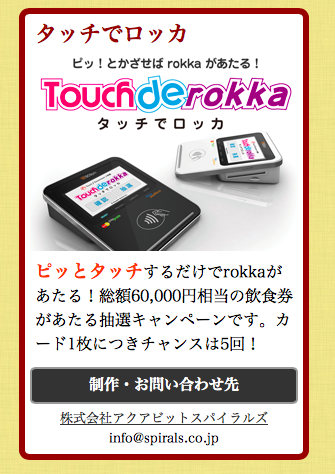 タッチでロッカ
ピッ！とかざせば rokka があたる！
Touch de rokka
タッチでロッカ
Touchderokka
ピッとタッチするだけでrokkaが
あたる！総額60,000円相当の飲食券
があたる抽選キャンペーンです。カ
ード1枚につきチャンスは5回！
制作・お問い合わせ先
株式会社アクアビットスパイラルズ
info@spirals.co.jp